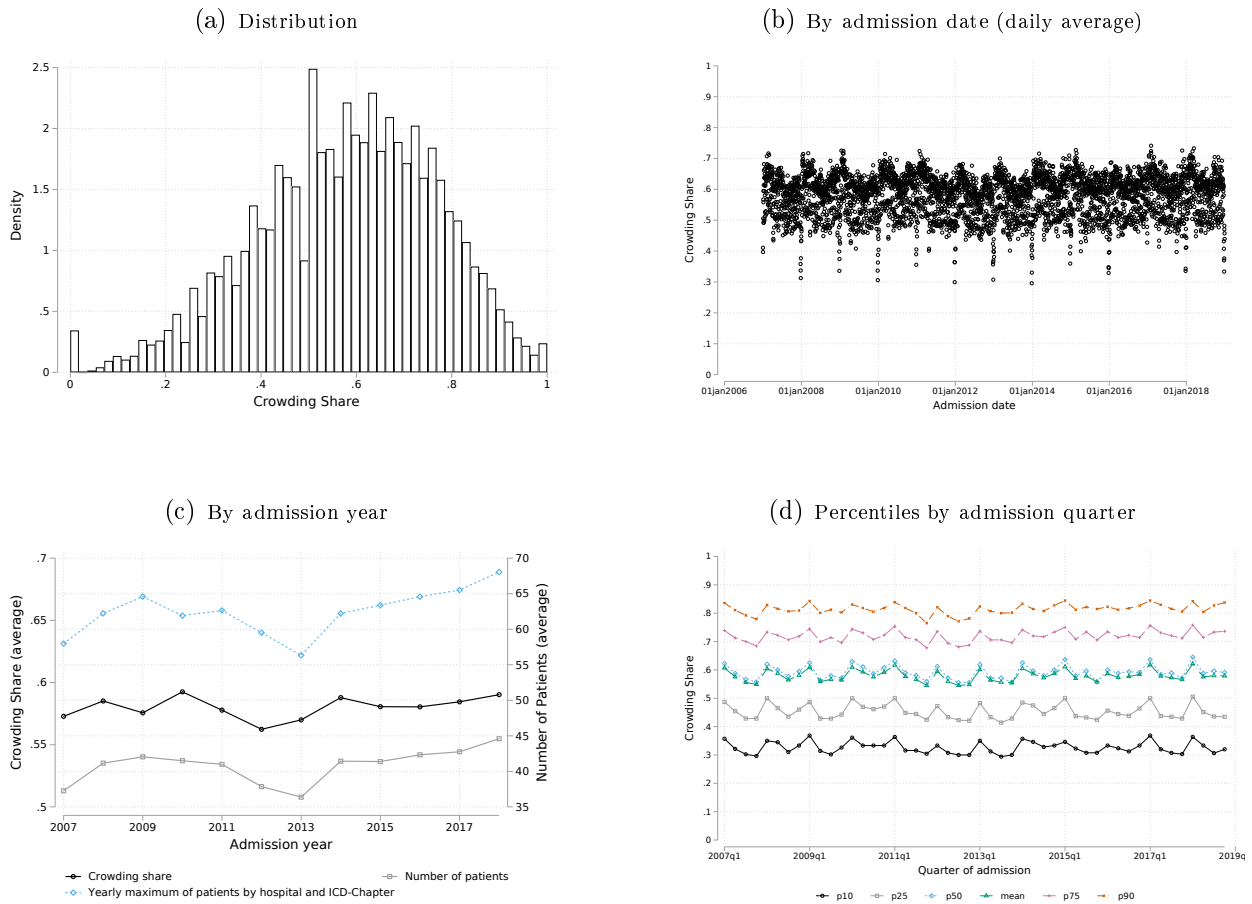 (a) Distribution
2.5
2
1.5
1
.5
0
Density
0 .2 .4 .6 .8 1
Crowding Share
(b) By admission date (daily average)
1
.9
.8
.7
.6
.5
.4
.3
.2
.1
0
Crowding Share
01jan2006 01jan2008 01jan2010 01jan2012 01jan2014 01jan2016 01jan2018
Admission date
(c) By admission year
.7
.65
.6
.55
.5
Crowding Share (average)
70
65
60
55
50
45
40
35
Number of Patients (average)
2007 2009 2011 2013 2015 2017
Admission year
Crowding share Number of patients
Yearly maximum of patients by hospital and ICD-Chapter
(d) Percentiles by admission quarter
1
.9
.8
.7
.6
.5
.4
.3
.2
.1
0
Crowding Share
2007q1 2009q1 2011q1 2013q1 2015q1 2017q1 2019q
Quarter of admission
p10 p25 p50 mean p75 p90